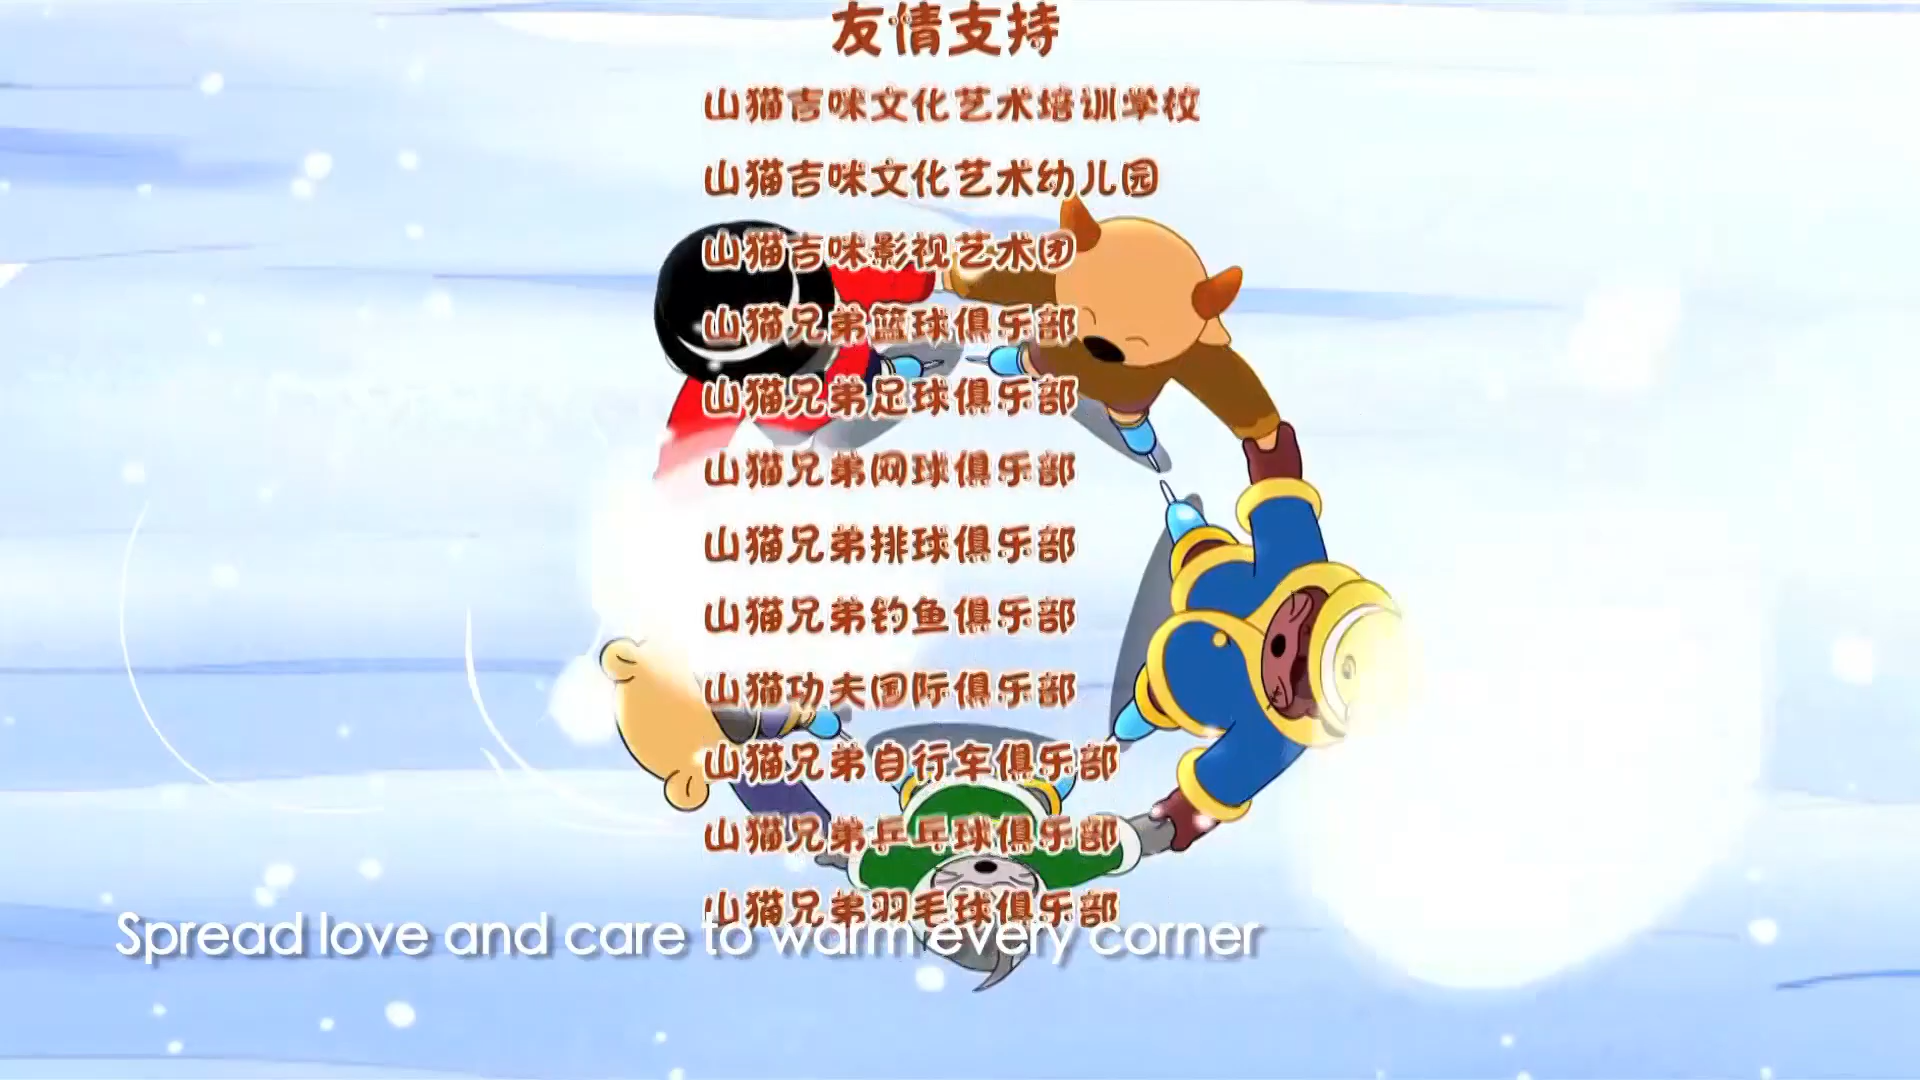 友情支持
山猫吉咪文化艺术培训学校
山猫吉咪文化艺术幼儿园
山猫吉咪影视艺术团
山猫兄弟篮球俱乐部
山猫兄弟足球俱乐部
山猫兄弟网球俱乐部
山猫兄弟排球俱乐部
山猫兄弟钓鱼俱乐部
山猫功夫国际俱乐部
山猫兄弟自行车俱乐部
山猫兄弟乒乓球俱乐部
山猫兄弟羽毛球俱乐部
Spread love and care to warm every corner